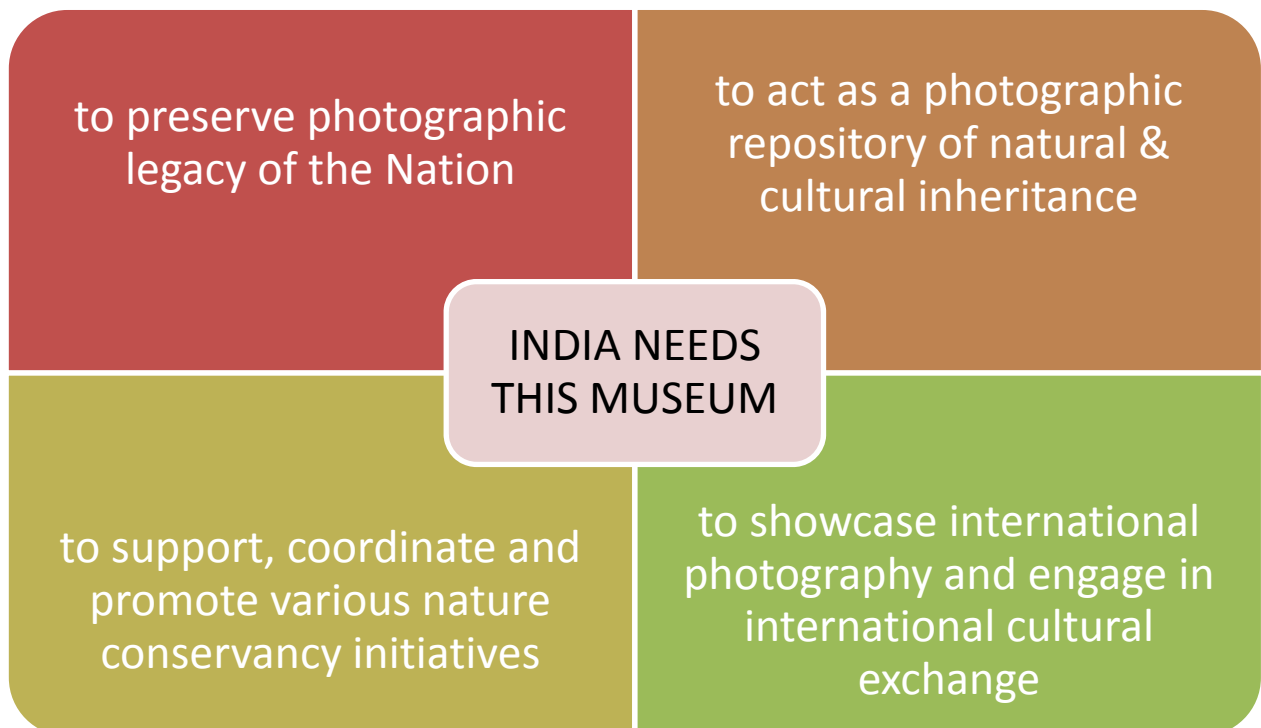 to preserve photographic
legacy of the Nation
to act as a photographic
repository of natural &
cultural inheritance
INDIA NEEDS
THIS MUSEUM
to support, coordinate and
promote various nature
conservancy initiatives
to showcase international
photography and engage in
international cultural
exchange